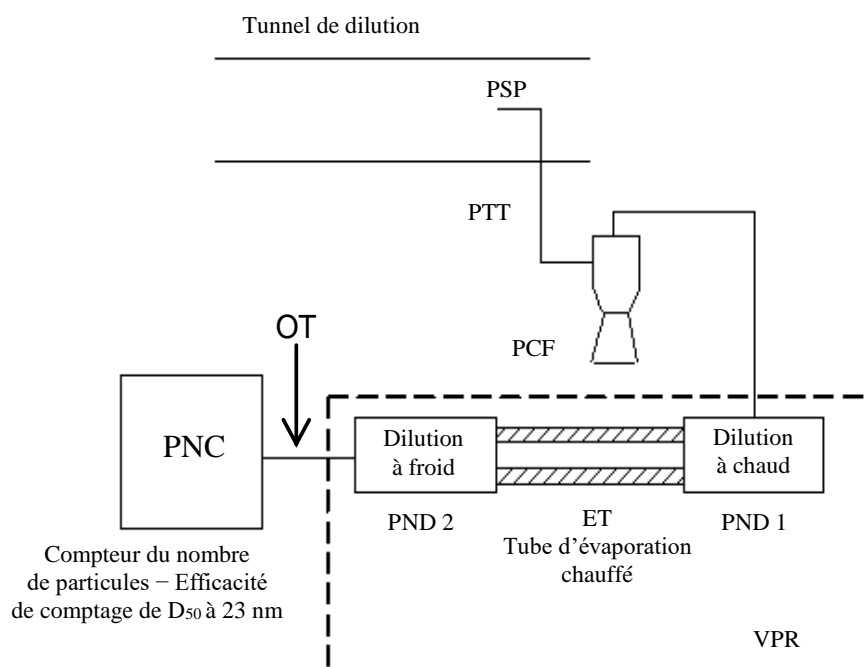 Tunnel de dilution
PSP
PTT
PCF
OT
PNC
Dilution
à froid
Dilution
à chaud
PND 2
ET
Tube d’évaporation
chauffé
PND 1
Compteur du nombre
de particules − Efficacité
de comptage de D₅₀ à 23 nm
VPR